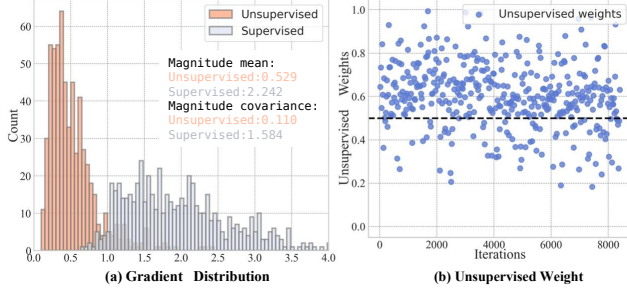 Unsupervised
Supervised
Magnitude mean:
Unsupervised:0.529
Supervised:2.242
Magnitude covariance:
Unsupervised:0.110
Supervised:1.584
Count
60
50
40
30
20
10
0
0.0 0.5 1.0 1.5 2.0 2.5 3.0 3.5 4.0
(a) Gradient Distribution
Unsupervised weights
Unsupervised Weights
1.0
0.8
0.6
0.4
0.2
0.0
0 2000 4000 6000 8000
Iterations
(b) Unsupervised Weight